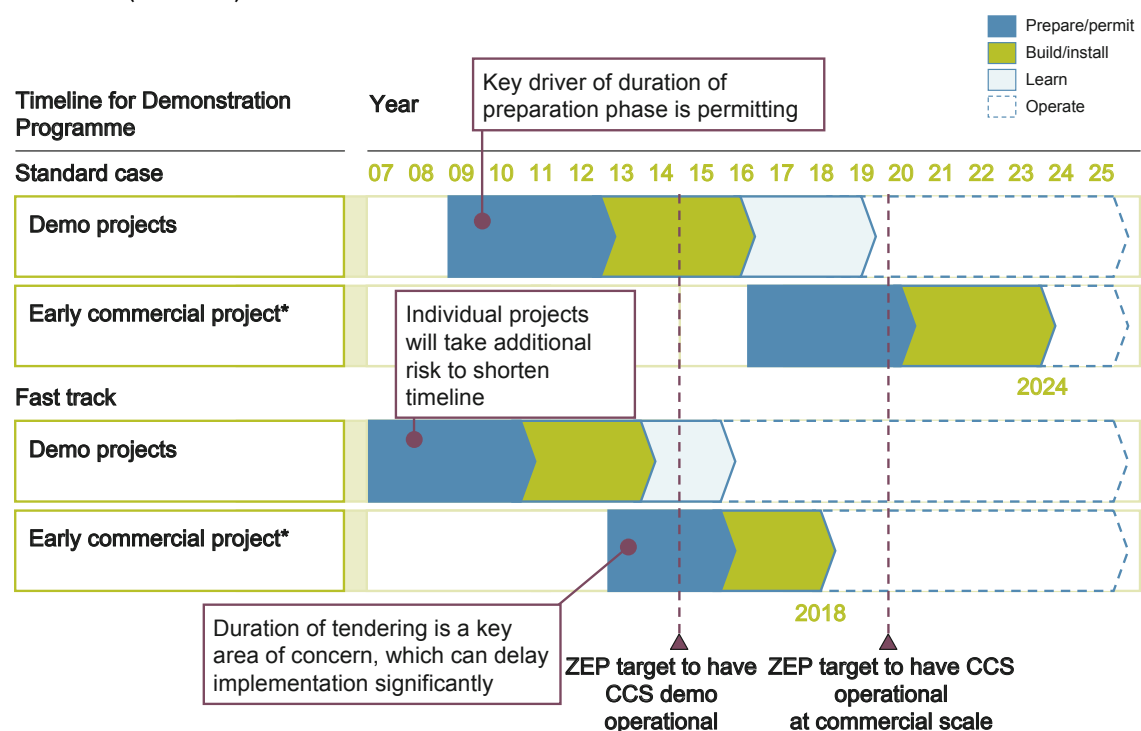 Prepare/permit
Build/install
Learn
Operate
Key driver of duration of
preparation phase is permitting
Timeline for Demonstration
Programme
Year
Standard case
07 08 09 10 11 12 13 14 15 16 17 18 19 20 21 22 23 24 25
Demo projects
Early commercial project*
Individual projects
will take additional
risk to shorten
timeline
2024
Fast track
Demo projects
Early commercial project*
2018
Duration of tendering is a key
area of concern, which can delay
implementation significantly
ZEP target to have
CCS demo
operational
ZEP target to have CCS
operational
at commercial scale